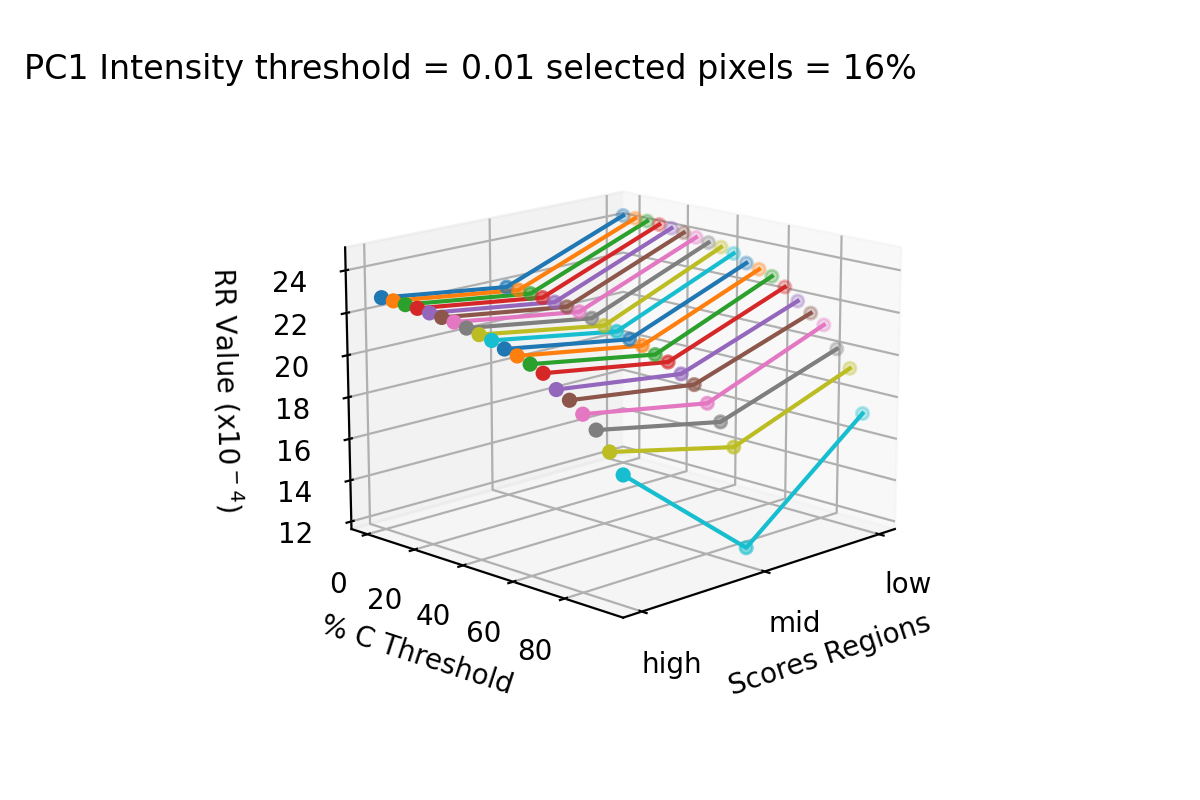 PC1 Intensity threshold = 0.01 selected pixels = 16%
RR Value (x10⁻⁴)
24
22
20
18
16
14
12
0
20
40
60
80
% C Threshold
high
mid
low
Scores Regions